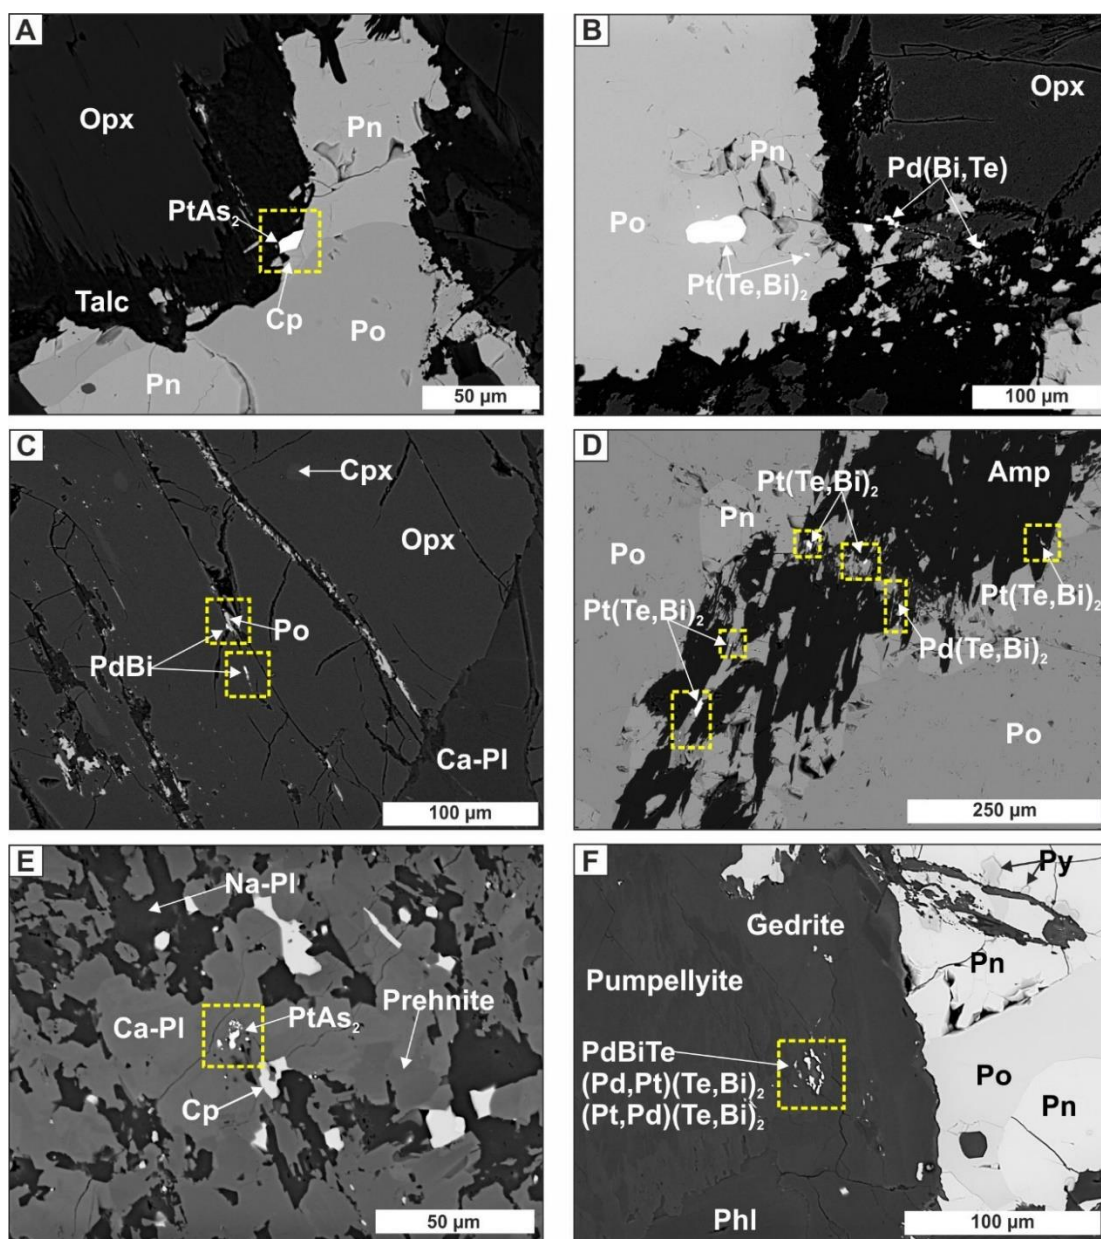 A
Opx
Pn
PtAs₂
Talc
Cp
Po
Pn
50 µm
B
Opx
Pn
Pd(Bi,Te)
Po
Pt(Te,Bi)₂
100 µm
C
Cpx
Opx
Po
PdBi
Ca-Pl
100 µm
D
Amp
Pt(Te,Bi)₂
Pn
Po
Pt(Te,Bi)₂
Pt(Te,Bi)₂
Pd(Te,Bi)₂
Po
250 µm
E
Na-Pl
Prehnite
Ca-Pl
PtAs₂
Cp
50 µm
F
Py
Gedrite
Pn
Pumpellyite
PdBiTe
(Pd,Pt)(Te,Bi)₂
(Pt,Pd)(Te,Bi)₂
Po
Pn
Phl
100 µm